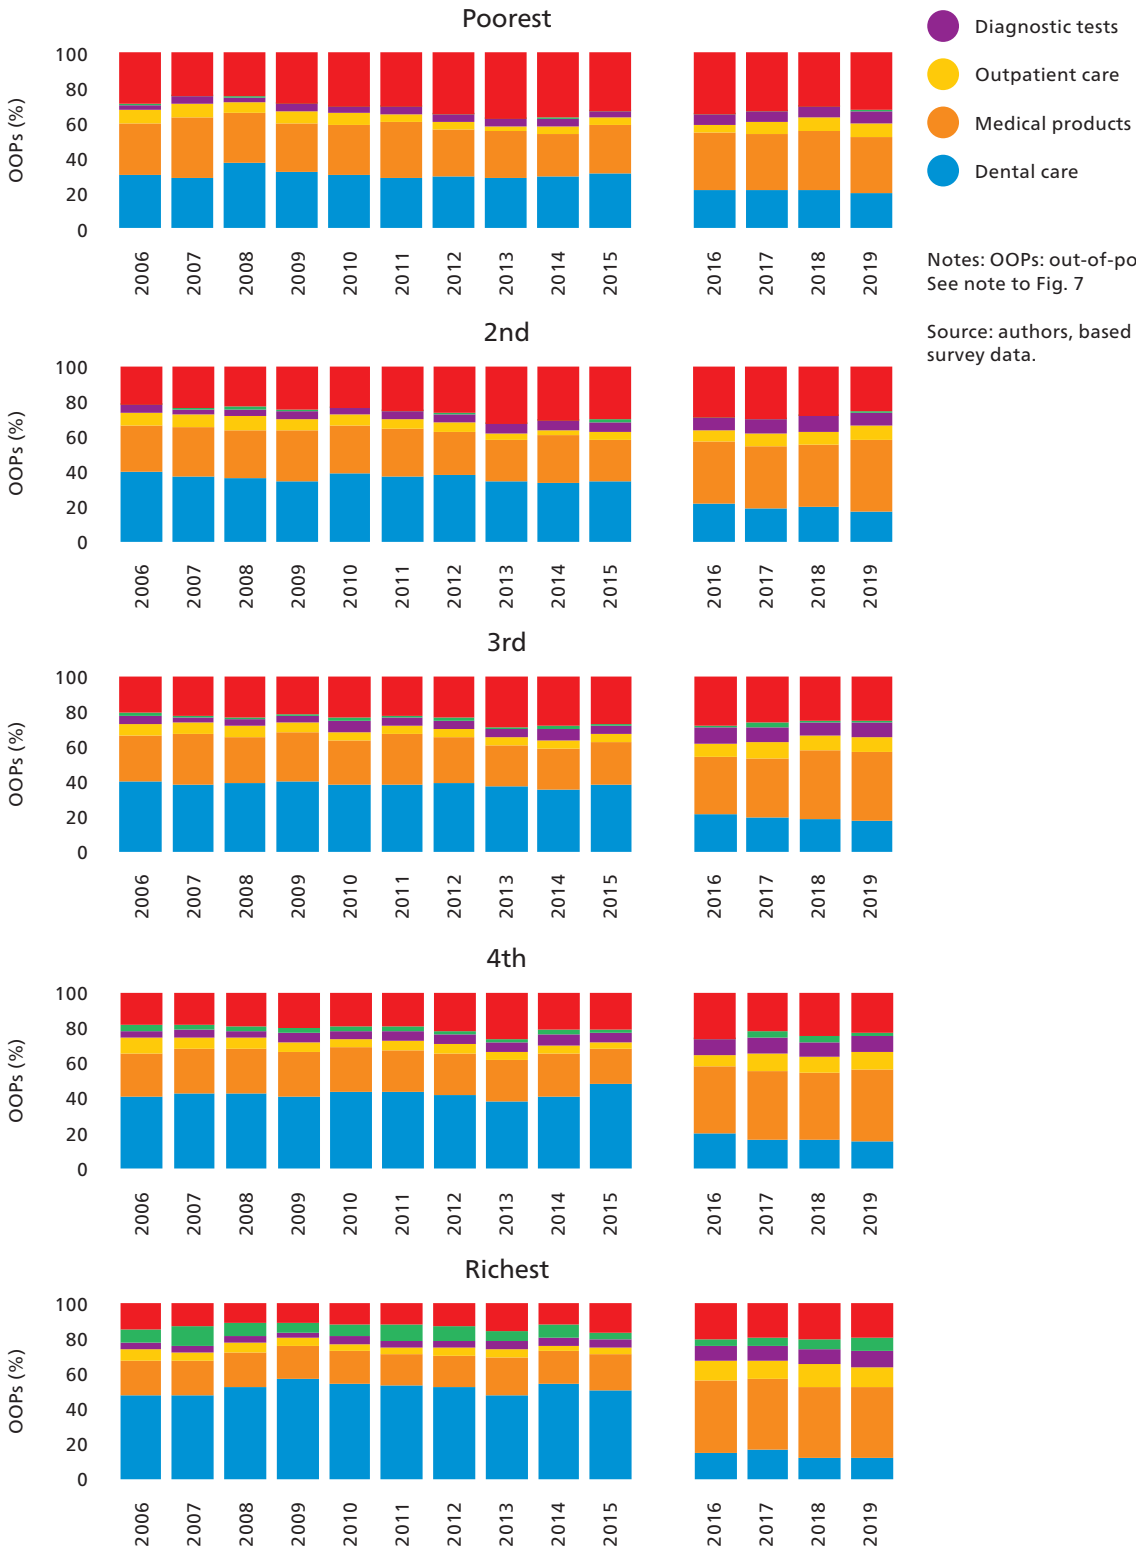 Poorest
OOPs (%)
100
80
60
40
20
0
2006 2007 2008 2009 2010 2011 2012 2013 2014 2015 2016 2017 2018 2019
Diagnostic tests
Outpatient care
Medical products
Dental care
Notes: OOPs: out-of-po
See note to Fig. 7
Source: authors, based
survey data.
2nd
OOPs (%)
100
80
60
40
20
0
2006 2007 2008 2009 2010 2011 2012 2013 2014 2015 2016 2017 2018 2019
3rd
OOPs (%)
100
80
60
40
20
0
2006 2007 2008 2009 2010 2011 2012 2013 2014 2015 2016 2017 2018 2019
4th
OOPs (%)
100
80
60
40
20
0
2006 2007 2008 2009 2010 2011 2012 2013 2014 2015 2016 2017 2018 2019
Richest
OOPs (%)
100
80
60
40
20
0
2006 2007 2008 2009 2010 2011 2012 2013 2014 2015 2016 2017 2018 2019